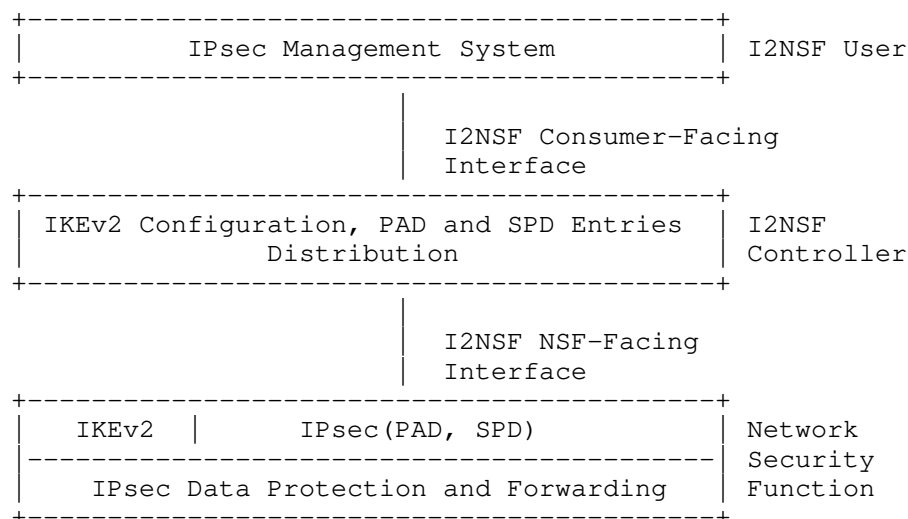 IPsec Management System I2NSF User
I2NSF Consumer-Facing
Interface
IKEv2 Configuration, PAD and SPD Entries I2NSF
Distribution Controller
I2NSF NSF-Facing
Interface
IKEv2 | IPsec(PAD, SPD) Network
Security
IPsec Data Protection and Forwarding Function